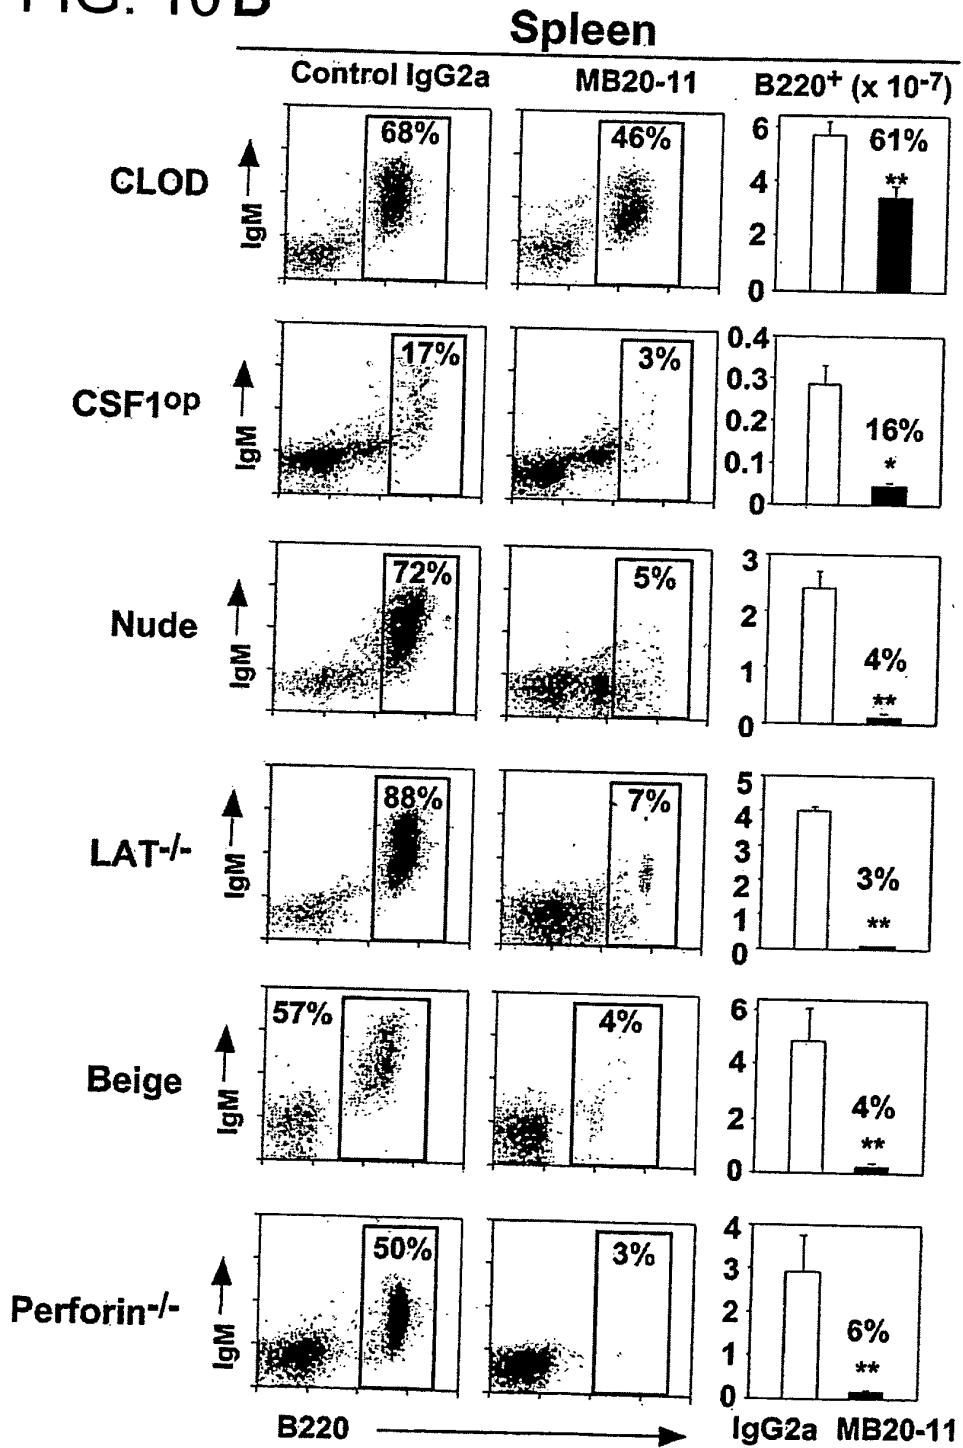 FIG. 10B
Spleen
Control IgG2a MB20-11 B220+ (x 10-7)
CLOD IgM 68% 46% 6 4 2 0 61% **
CSF1op IgM 17% 3% 0.4 0.3 0.2 0.1 0 16% *
Nude IgM 72% 5% 3 2 1 0 4% **
LAT-/- IgM 88% 7% 5 4 3 2 1 0 3% **
Beige IgM 57% 4% 6 4 2 0 4% **
Perforin-/- IgM 50% 3% 4 3 2 1 0 6% **
B220 IgG2a MB20-11